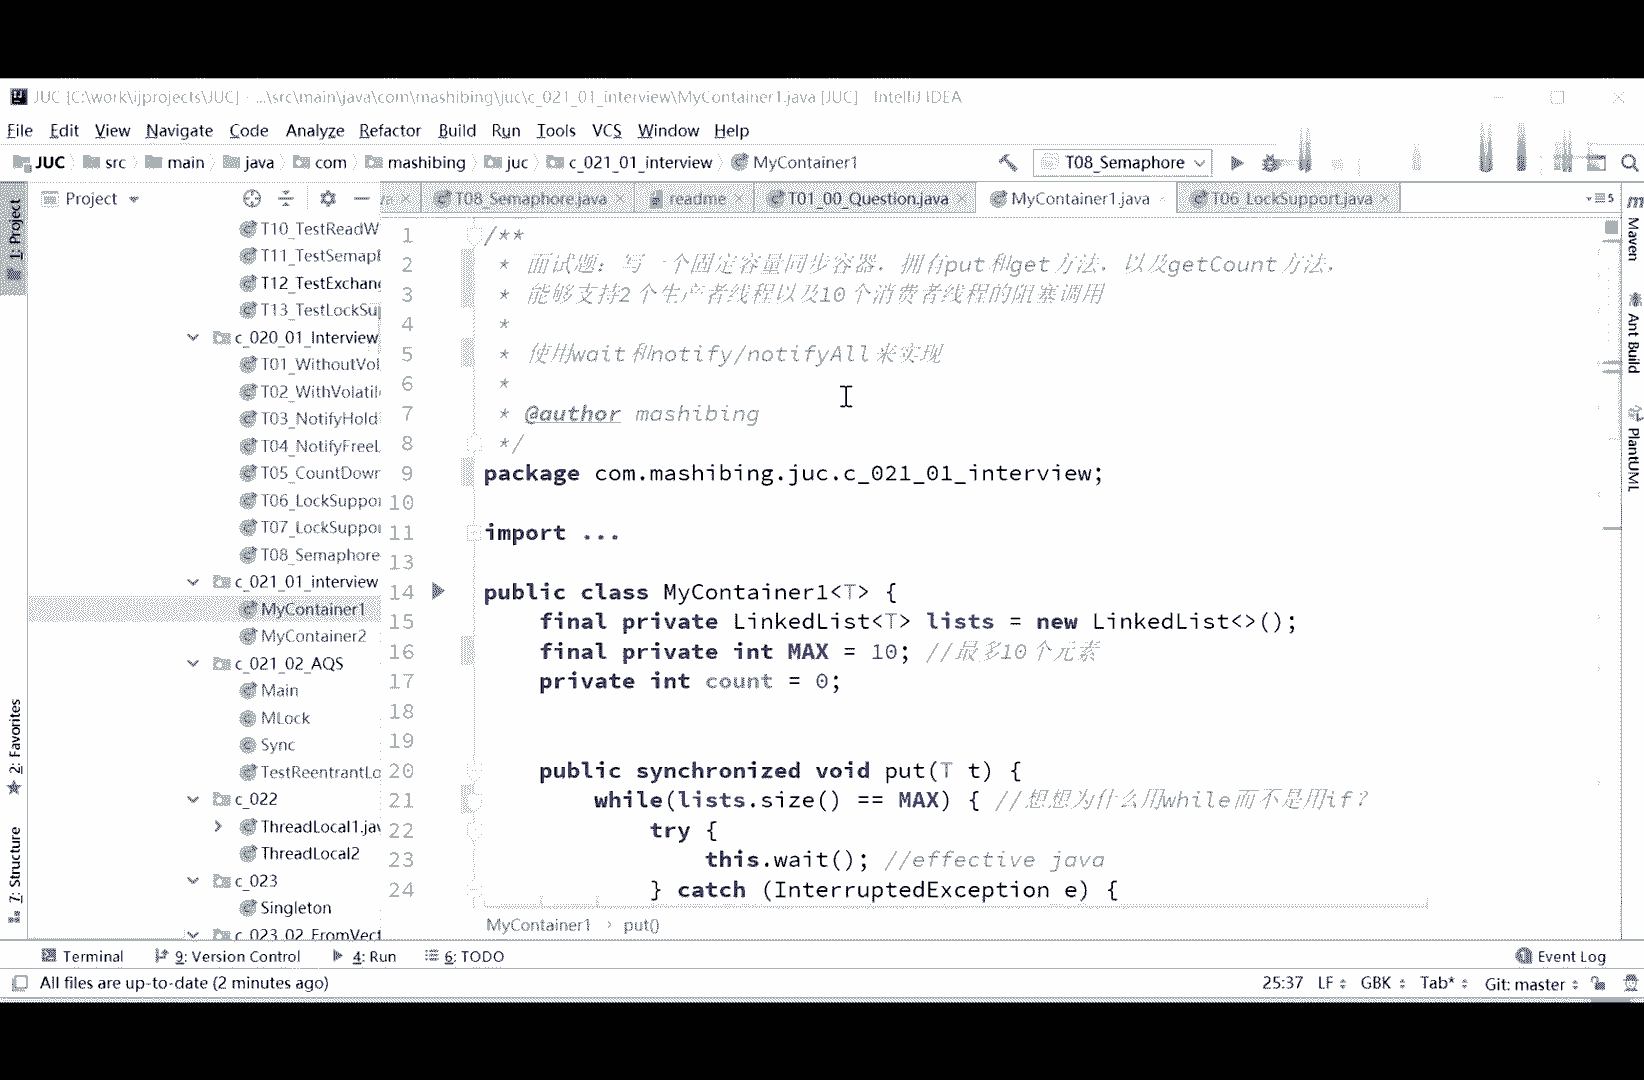 JUC [C:\work\ijprojects\JUC] - ...\src\main\java\com\mashibing\juc\c_021_01_interview\MyContainer1.java [JUC] - IntelliJ IDEA
File Edit View Navigate Code Analyze Refactor Build Run Tools VCS Window Help
JUC src main java com mashibing juc c_021_01_interview MyContainer1 T08_Semaphore
Project T08_Semaphore.java readme T01_00_Question.java MyContainer1.java T06_LockSupport.java 5
1: Project
2: Favorites
7: Structure
Maven
Ant Build
PlantUML
T10_TestReadW
T11_TestSemap
T12_TestExchan
T13_TestLockSu
c_020_01_Interview
T01_WithoutVol
T02_WithVolatil
T03_NotifyHold
T04_NotifyFreeL
T05_CountDown
T06_LockSuppo
T07_LockSuppo
T08_Semaphore
c_021_01_interview
MyContainer1
MyContainer2
c_021_02_AQS
Main
MLock
Sync
TestReentrantLo
c_022
ThreadLocal1.jav
ThreadLocal2
c_023
Singleton
c_023_02_FromVect
1 /**
2 * 面试题：写一个固定容量同步容器，拥有put和get方法，以及getCount方法，
3 * 能够支持2个生产者线程以及10个消费者线程的阻塞调用
4 *
5 * 使用wait和notify/notifyAll来实现
6 *
7 * @author mashibing
8 */
9 package com.mashibing.juc.c_021_01_interview;
10
11 import ...
13
14 public class MyContainer1<T> {
15 final private LinkedList<T> lists = new LinkedList<>();
16 final private int MAX = 10; //最多10个元素
17 private int count = 0;
18
19
20 public synchronized void put(T t) {
21 while(lists.size() == MAX) { //想想为什么用while而不是用if？
22 try {
23 this.wait(); //effective java
24 } catch (InterruptedException e) {
MyContainer1 › put()
Terminal 9: Version Control 4: Run 6: TODO Event Log
All files are up-to-date (2 minutes ago) 25:37 LF GBK Tab* Git: master